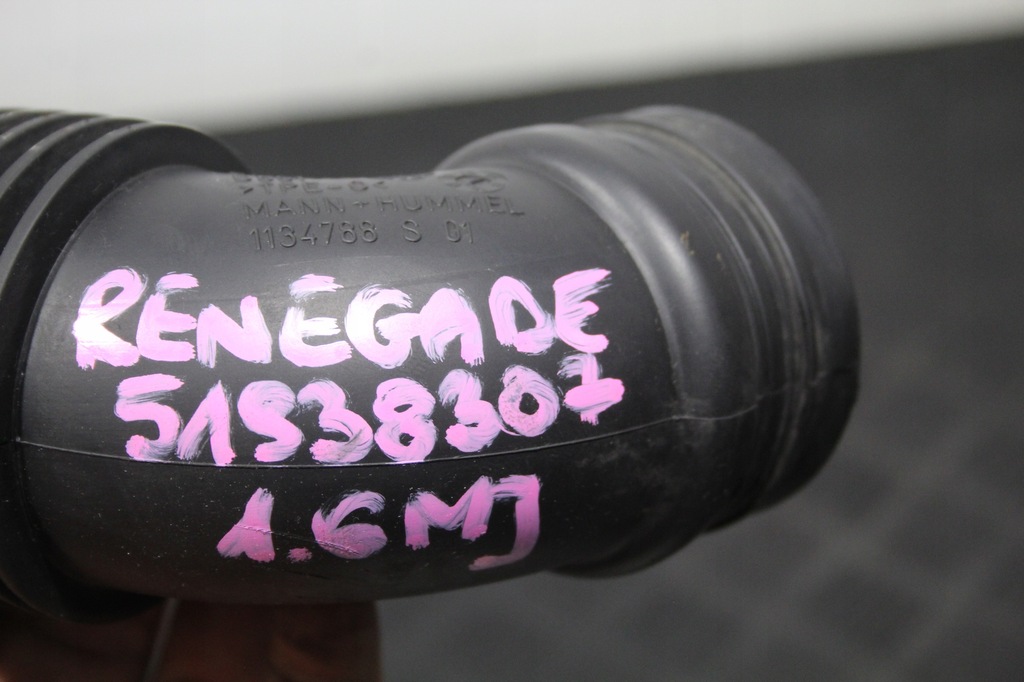 MANN+HUMMEL
1134788 S 01
RENEGADE
51938307
1.6MJ